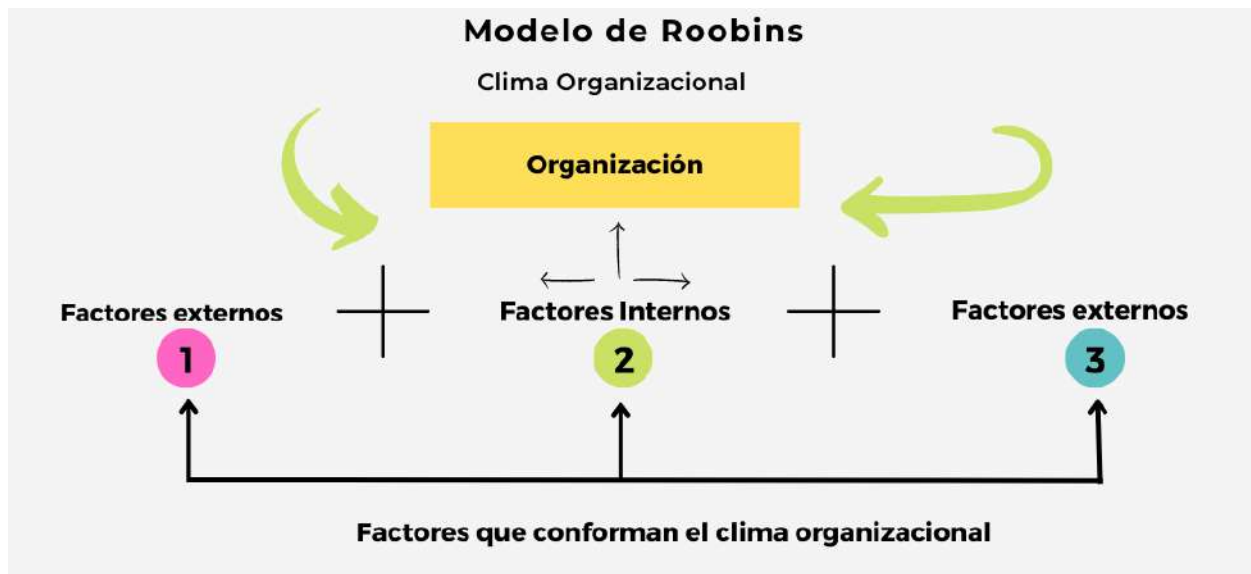 Modelo de Roobins
Clima Organizacional
Organización
Factores externos
1
Factores Internos
2
Factores externos
3
Factores que conforman el clima organizacional